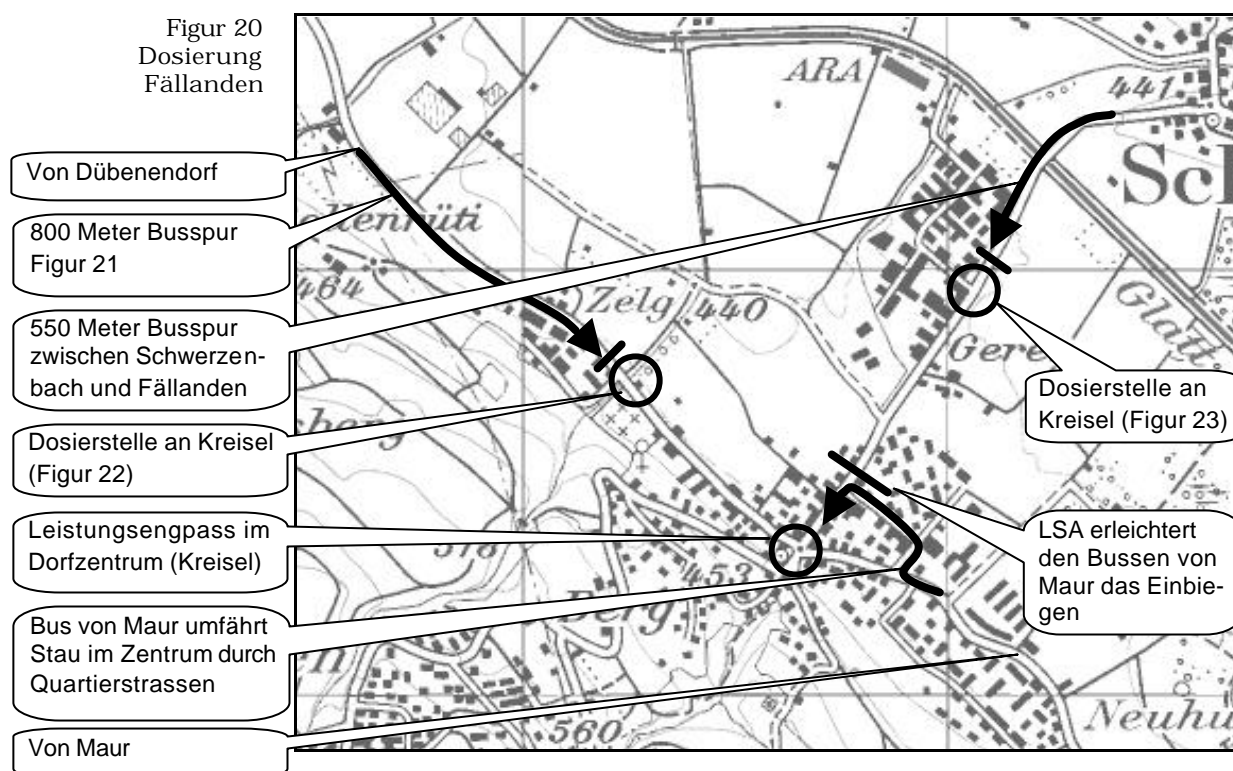 Figur 20
Dosierung
Fällanden
Von Dübenendorf
800 Meter Busspur
Figur 21
550 Meter Busspur
zwischen Schwerzen-
bach und Fällanden
Dosierstelle an Kreisel
(Figur 22)
Leistungsengpass im
Dorfzentrum (Kreisel)
Bus von Maur umfährt
Stau im Zentrum durch
Quartierstrassen
Von Maur
ARA
441
Sch
464
Zelg
440
Glatt
Gere
Dosierstelle an
Kreisel (Figur 23)
LSA erleichtert
den Bussen von
Maur das Einbie-
gen
453
Berg
560
Neuhu